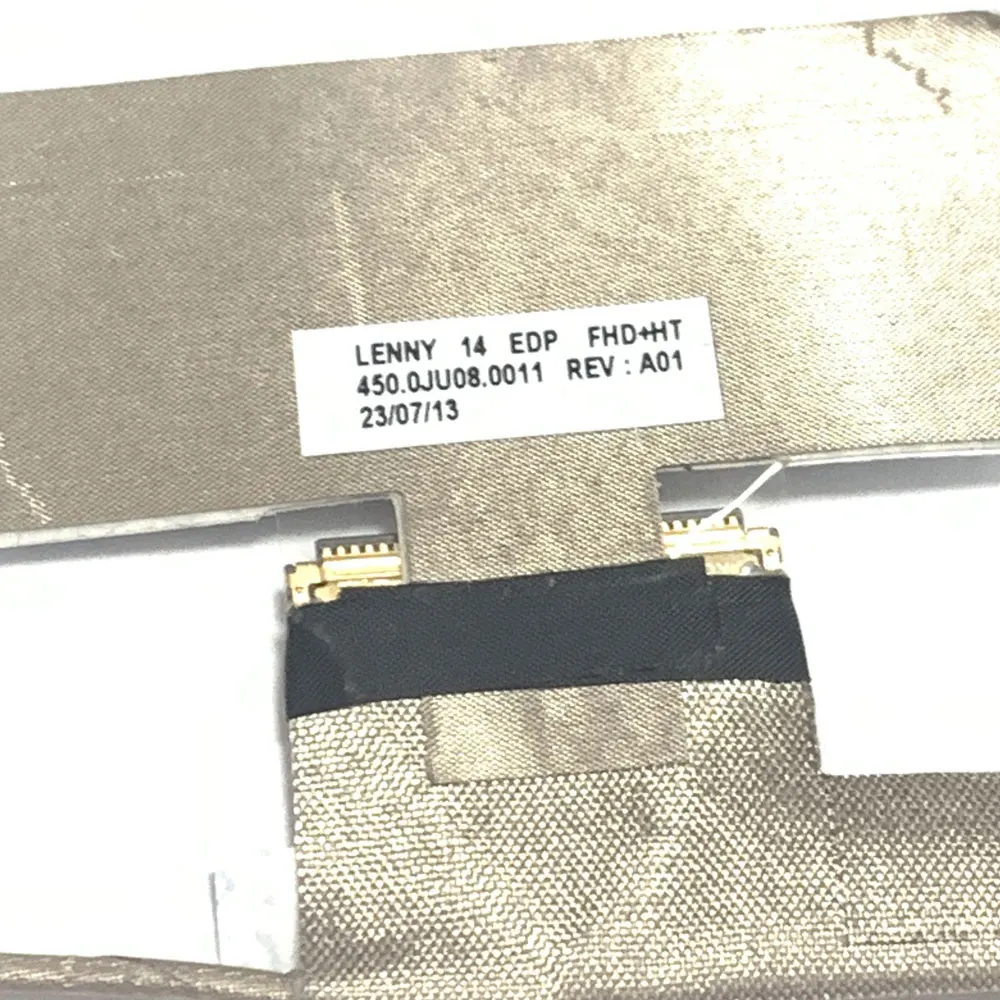 LENNY 14 EDP FHD+HT
450.0JU08.0011 REV : A01
23/07/13